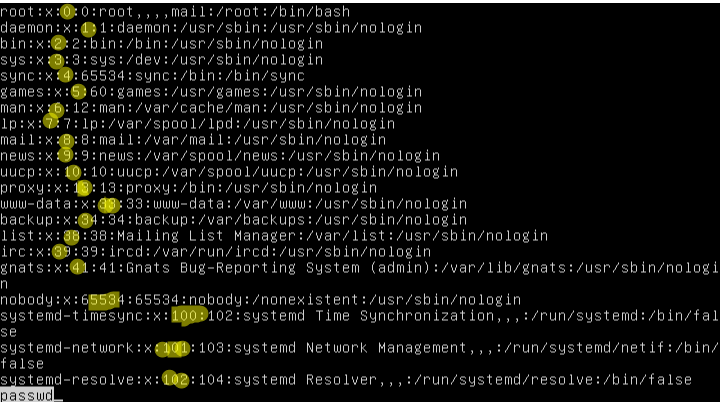 root:x:0:0:root,,,,mail:/root:/bin/bash
daemon:x:1:1:daemon:/usr/sbin:/usr/sbin/nologin
bin:x:2:2:bin:/bin:/usr/sbin/nologin
sys:x:3:3:sys:/dev:/usr/sbin/nologin
sync:x:4:65534:sync:/bin:/bin/sync
games:x:5:60:games:/usr/games:/usr/sbin/nologin
man:x:6:12:man:/var/cache/man:/usr/sbin/nologin
lp:x:7:7:lp:/var/spool/lpd:/usr/sbin/nologin
mail:x:8:8:mail:/var/mail:/usr/sbin/nologin
news:x:9:9:news:/var/spool/news:/usr/sbin/nologin
uucp:x:10:10:uucp:/var/spool/uucp:/usr/sbin/nologin
proxy:x:13:13:proxy:/bin:/usr/sbin/nologin
www-data:x:33:33:www-data:/var/www:/usr/sbin/nologin
backup:x:34:34:backup:/var/backups:/usr/sbin/nologin
list:x:38:38:Mailing List Manager:/var/list:/usr/sbin/nologin
irc:x:39:39:ircd:/var/run/ircd:/usr/sbin/nologin
gnats:x:41:41:Gnats Bug-Reporting System (admin):/var/lib/gnats:/usr/sbin/nologi
n
nobody:x:65534:65534:nobody:/nonexistent:/usr/sbin/nologin
systemd-timesync:x:100:102:systemd Time Synchronization,,,:/run/systemd:/bin/fal
se
systemd-network:x:101:103:systemd Network Management,,,:/run/systemd/netif:/bin/
false
systemd-resolve:x:102:104:systemd Resolver,,,:/run/systemd/resolve:/bin/false
passwd_